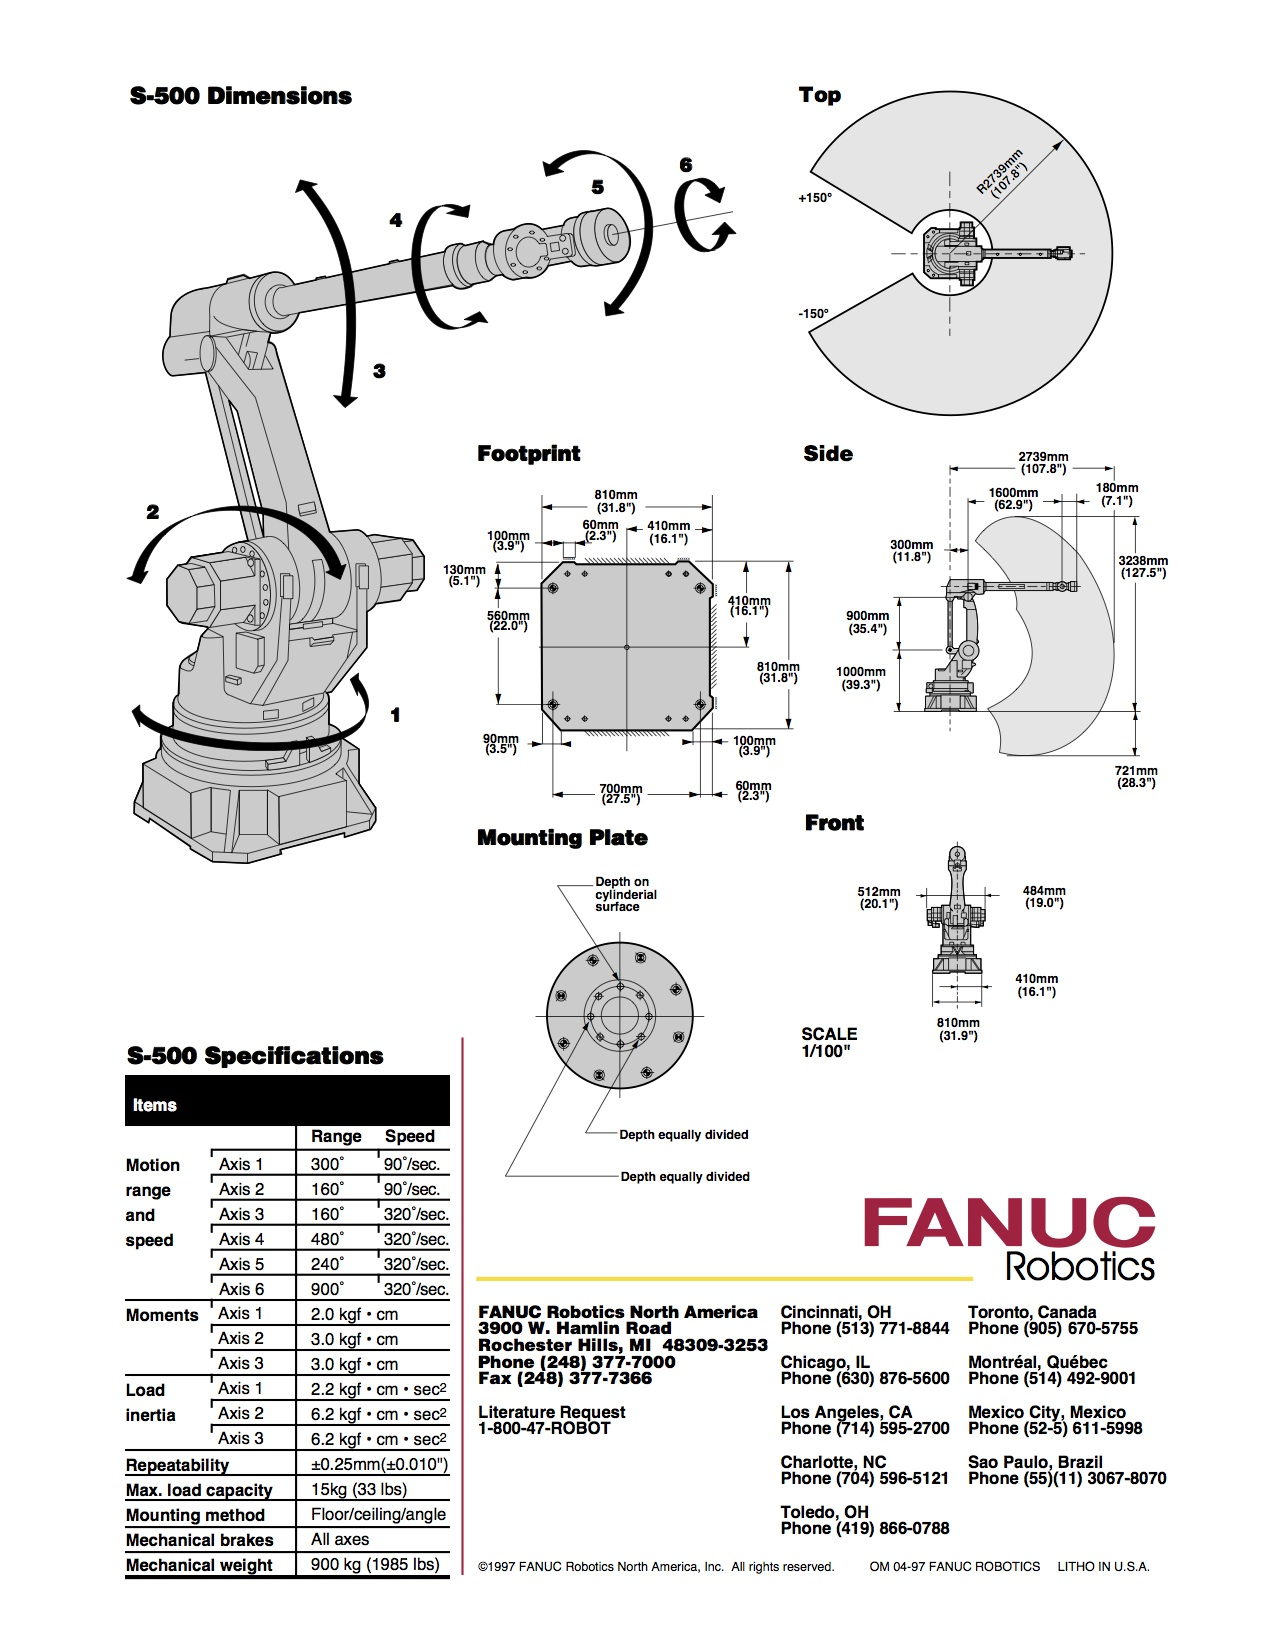 S-500 Dimensions
1
2
3
4
5
6
Top
+150°
-150°
R2739mm
(107.8")
Footprint
810mm
(31.8")
100mm
(3.9")
60mm
(2.3")
410mm
(16.1")
130mm
(5.1")
560mm
(22.0")
410mm
(16.1")
810mm
(31.8")
90mm
(3.5")
100mm
(3.9")
700mm
(27.5")
60mm
(2.3")
Side
2739mm
(107.8")
1600mm
(62.9")
180mm
(7.1")
300mm
(11.8")
3238mm
(127.5")
900mm
(35.4")
1000mm
(39.3")
721mm
(28.3")
Mounting Plate
Depth on
cylinderial
surface
Depth equally divided
Depth equally divided
Front
512mm
(20.1")
484mm
(19.0")
410mm
(16.1")
810mm
(31.9")
SCALE
1/100"
S-500 Specifications
Items
Range Speed
Motion range and speed
Axis 1 300° 90°/sec.
Axis 2 160° 90°/sec.
Axis 3 160° 320°/sec.
Axis 4 480° 320°/sec.
Axis 5 240° 320°/sec.
Axis 6 900° 320°/sec.
Moments Axis 1 2.0 kgf • cm
Axis 2 3.0 kgf • cm
Axis 3 3.0 kgf • cm
Load inertia
Axis 1 2.2 kgf • cm • sec2
Axis 2 6.2 kgf • cm • sec2
Axis 3 6.2 kgf • cm • sec2
Repeatability ±0.25mm(±0.010")
Max. load capacity 15kg (33 lbs)
Mounting method Floor/ceiling/angle
Mechanical brakes All axes
Mechanical weight 900 kg (1985 lbs)
FANUC
Robotics
FANUC Robotics North America
3900 W. Hamlin Road
Rochester Hills, MI 48309-3253
Phone (248) 377-7000
Fax (248) 377-7366
Literature Request
1-800-47-ROBOT
Cincinnati, OH
Phone (513) 771-8844
Chicago, IL
Phone (630) 876-5600
Los Angeles, CA
Phone (714) 595-2700
Charlotte, NC
Phone (704) 596-5121
Toledo, OH
Phone (419) 866-0788
Toronto, Canada
Phone (905) 670-5755
Montréal, Québec
Phone (514) 492-9001
Mexico City, Mexico
Phone (52-5) 611-5998
Sao Paulo, Brazil
Phone (55)(11) 3067-8070
©1997 FANUC Robotics North America, Inc. All rights reserved. OM 04-97 FANUC ROBOTICS LITHO IN U.S.A.